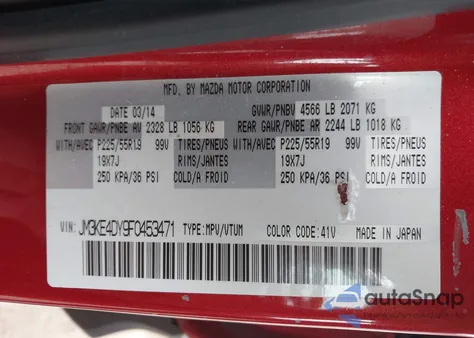 MFD. BY MAZDA MOTOR CORPORATION
DATE 03/14 GVWR/PNBV 4566 LB 2071 KG
FRONT GAWR/PNBE AV 2328 LB 1056 KG REAR GAWR/PNBE AR 2244 LB 1018 KG
WITH/AVEC P225/55R19 99V TIRES/PNEUS WITH/AVEC P225/55R19 99V TIRES/PNEUS
19X7J RIMS/JANTES 19X7J RIMS/JANTES
250 KPA/36 PSI COLD/A FROID 250 KPA/36 PSI COLD/A FROID
VIN: JM3KE4DY9F0453471 TYPE:MPV/VTUM COLOR CODE:41V MADE IN JAPAN
autoSnap